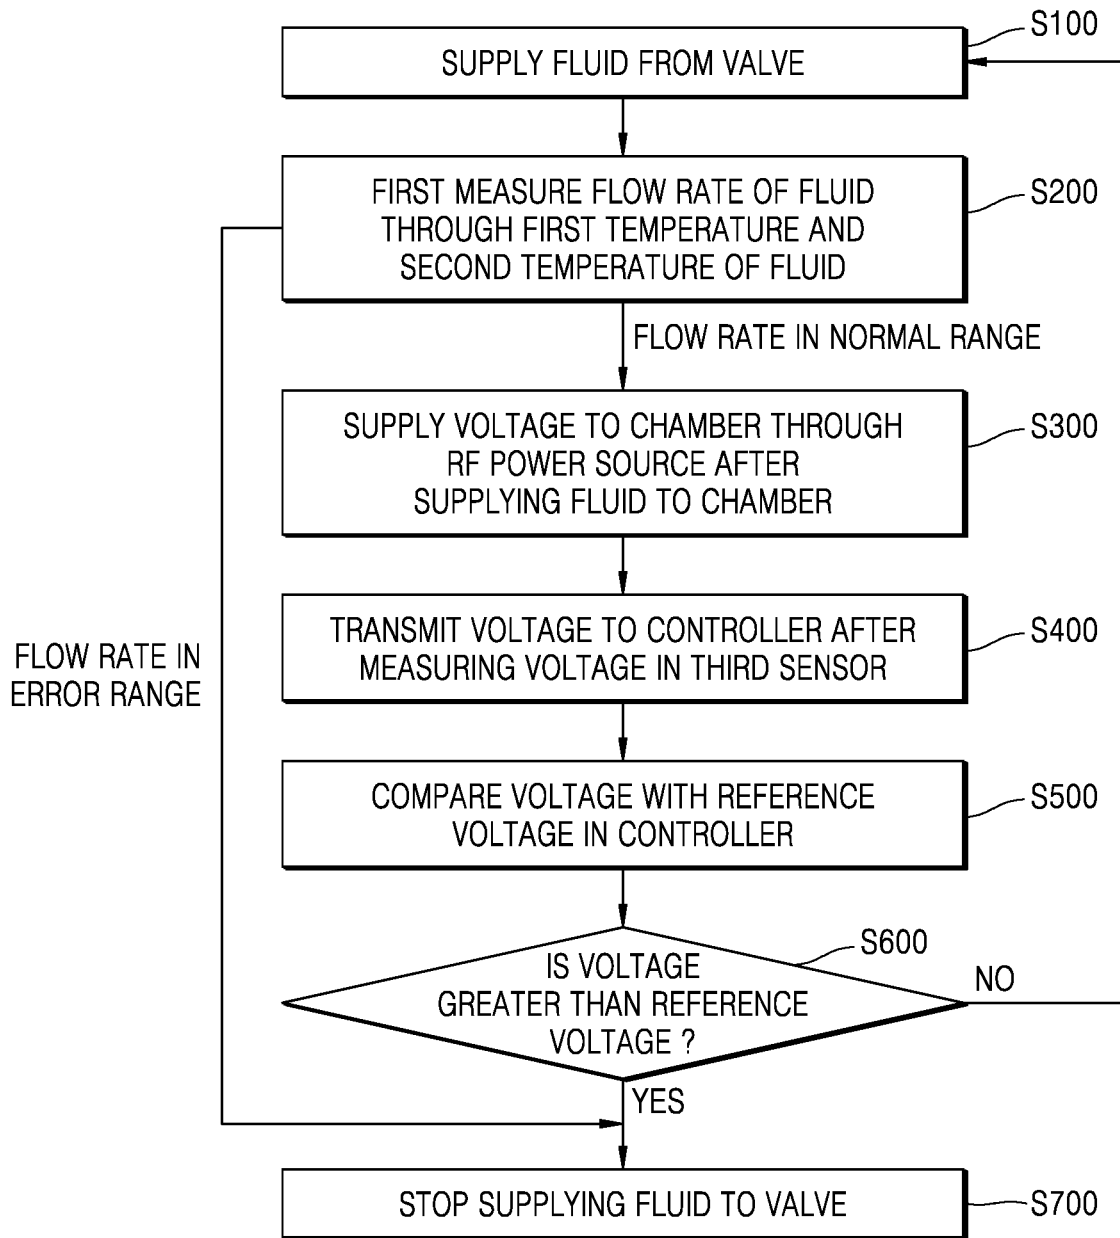 S100
SUPPLY FLUID FROM VALVE
S200
FIRST MEASURE FLOW RATE OF FLUID
THROUGH FIRST TEMPERATURE AND
SECOND TEMPERATURE OF FLUID
FLOW RATE IN NORMAL RANGE
SUPPLY VOLTAGE TO CHAMBER THROUGH
RF POWER SOURCE AFTER
SUPPLYING FLUID TO CHAMBER
S300
TRANSMIT VOLTAGE TO CONTROLLER AFTER
MEASURING VOLTAGE IN THIRD SENSOR
S400
FLOW RATE IN
ERROR RANGE
COMPARE VOLTAGE WITH REFERENCE
VOLTAGE IN CONTROLLER
S500
S600
IS VOLTAGE
GREATER THAN REFERENCE
VOLTAGE ?
NO
YES
STOP SUPPLYING FLUID TO VALVE
S700